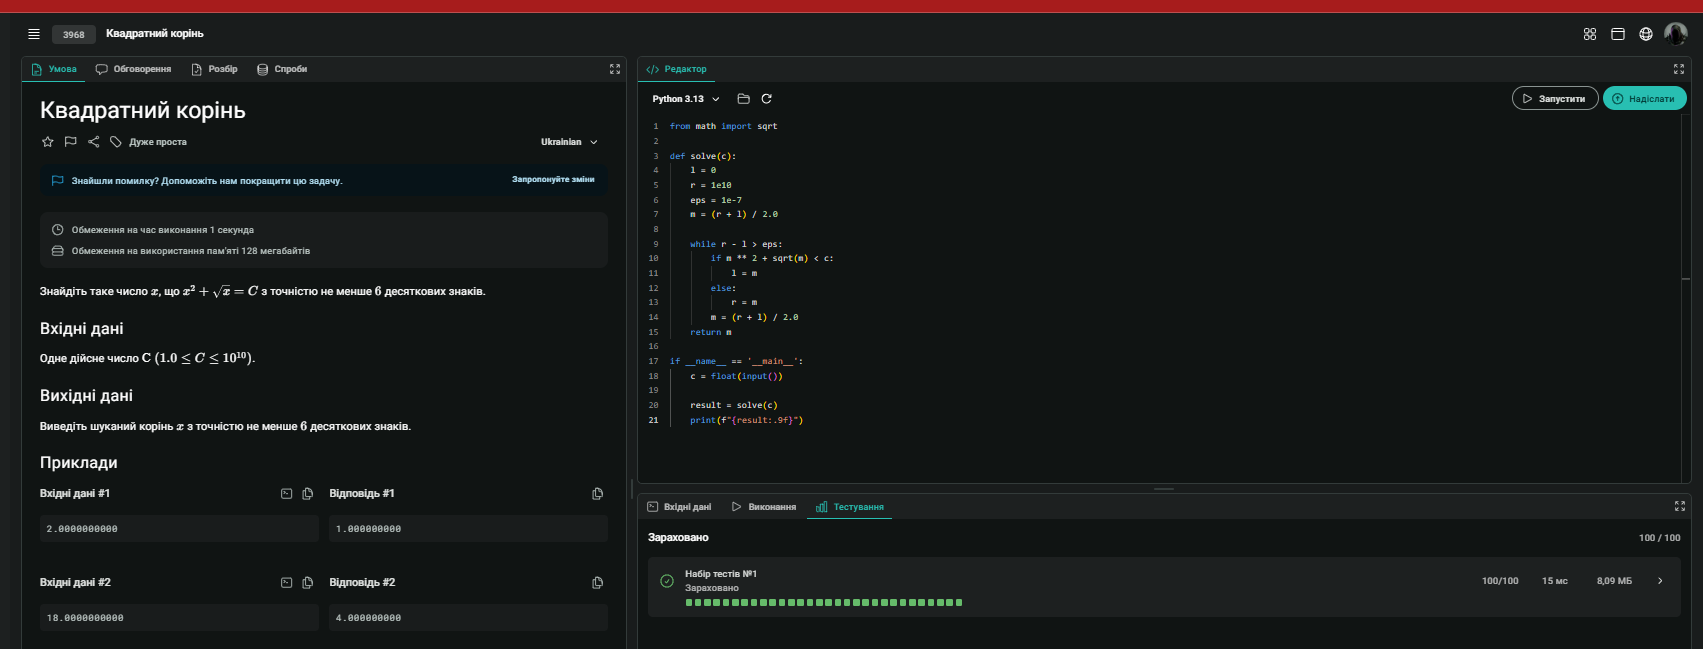 3968 Квадратний корінь
Умова Обговорення Розбір Спроби
Квадратний корінь
Дуже проста Ukrainian
Знайшли помилку? Допоможіть нам покращити цю задачу. Запропонуйте зміни
Обмеження на час виконання 1 секунда
Обмеження на використання пам'яті 128 мегабайтів
Знайдіть таке число x, що x² + √x = C з точністю не менше 6 десяткових знаків.
Вхідні дані
Одне дійсне число C (1.0 ≤ C ≤ 10¹⁰).
Вихідні дані
Виведіть шуканий корінь x з точністю не менше 6 десяткових знаків.
Приклади
Вхідні дані #1 Відповідь #1
2.0000000000 1.000000000
Вхідні дані #2 Відповідь #2
18.0000000000 4.000000000
</> Редактор
Python 3.13 Запустити Надіслати
1 from math import sqrt
2
3 def solve(c):
4 l = 0
5 r = 1e10
6 eps = 1e-7
7 m = (r + l) / 2.0
8
9 while r - l > eps:
10 if m ** 2 + sqrt(m) < c:
11 l = m
12 else:
13 r = m
14 m = (r + l) / 2.0
15 return m
16
17 if __name__ == '__main__':
18 c = float(input())
19
20 result = solve(c)
21 print(f"{result:.9f}")
Вхідні дані Виконання Тестування
Зараховано 100 / 100
Набір тестів №1
Зараховано
100/100 15 мс 8,09 МБ